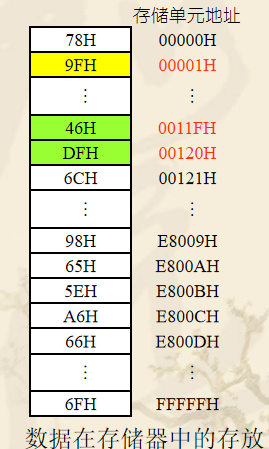 存储单元地址
78H 00000H
9FH 00001H
⋮ ⋮
46H 0011FH
DFH 00120H
6CH 00121H
⋮ ⋮
98H E8009H
65H E800AH
5EH E800BH
A6H E800CH
66H E800DH
⋮ ⋮
6FH FFFFFH
数据在存储器中的存放